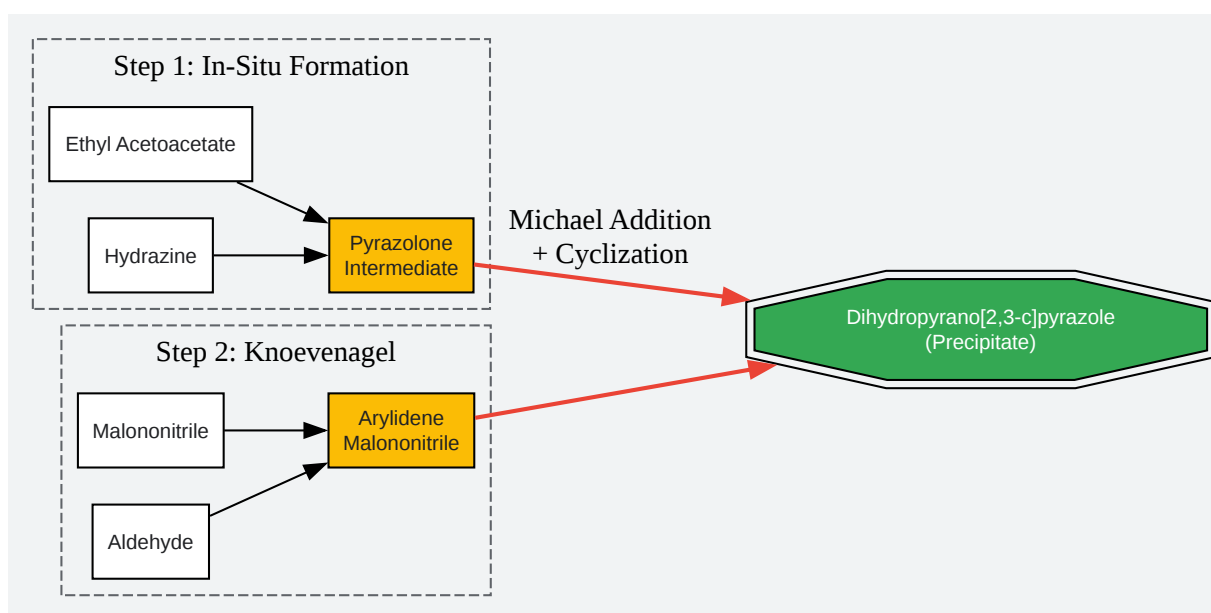 Step 1: In-Situ Formation
Ethyl Acetoacetate
Hydrazine
Pyrazolone
Intermediate
Michael Addition
+ Cyclization
Dihydropyrano[2,3-c]pyrazole
(Precipitate)
Step 2: Knoevenagel
Malononitrile
Arylidene
Malononitrile
Aldehyde